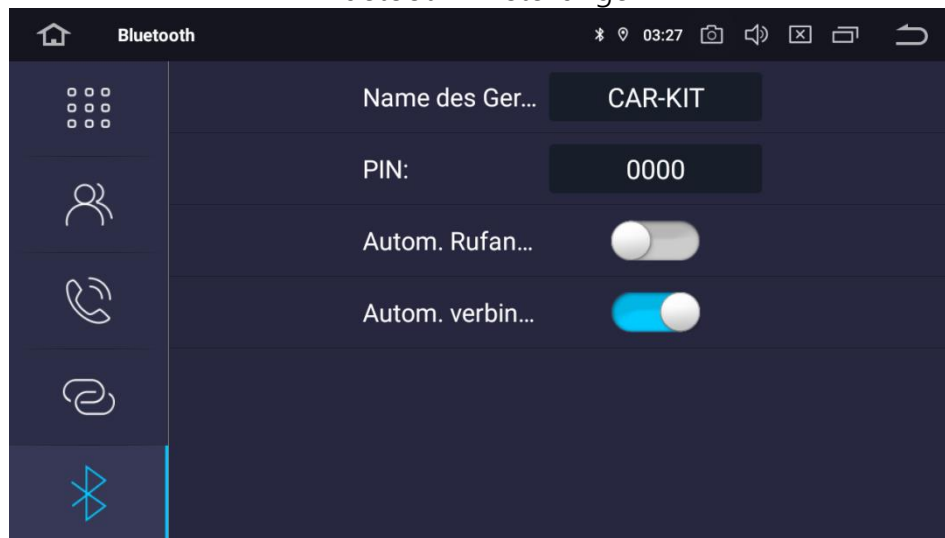 Bluetooth 03:27
Name des Ger... CAR-KIT
PIN: 0000
Autom. Rufan...
Autom. verbin...